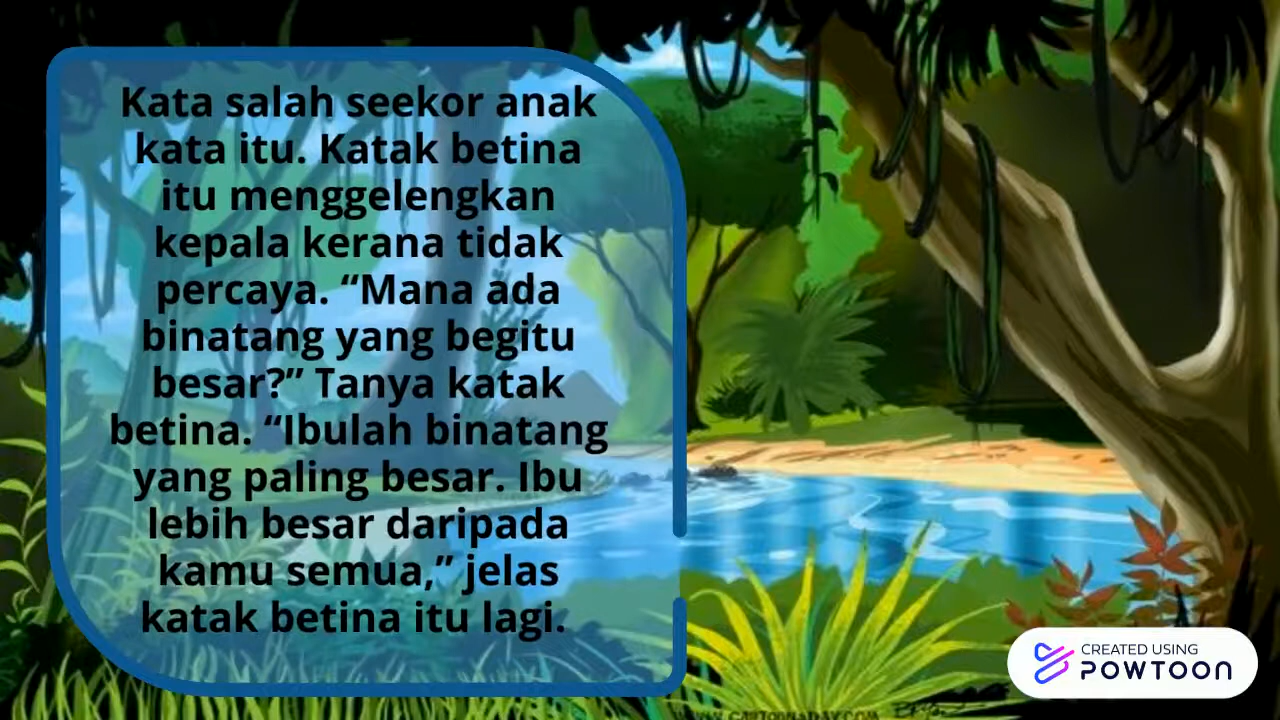 Kata salah seekor anak
kata itu. Katak betina
itu menggelengkan
kepala kerana tidak
percaya. “Mana ada
binatang yang begitu
besar?” Tanya katak
betina. “Ibulah binatang
yang paling besar. Ibu
lebih besar daripada
kamu semua,” jelas
katak betina itu lagi.
CREATED USING
POWTOON